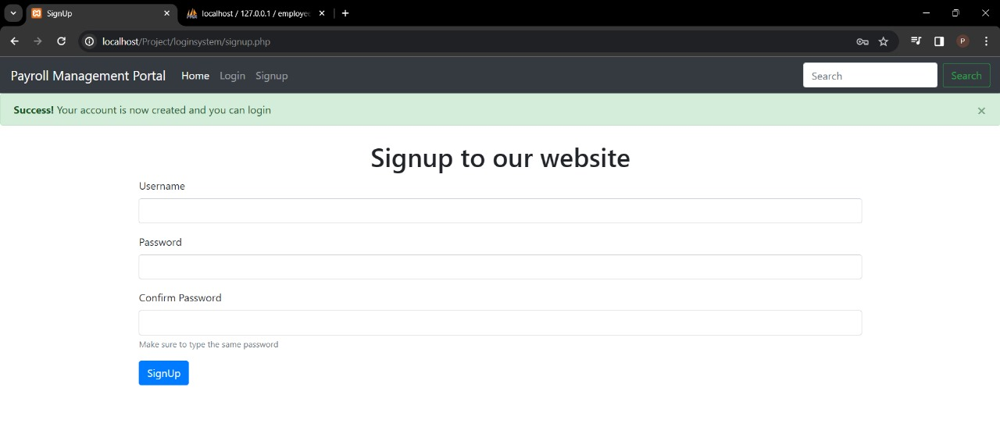 SignUp
localhost / 127.0.0.1 / employe
localhost/Project/loginsystem/signup.php
P
Payroll Management Portal Home Login Signup Search Search
Success! Your account is now created and you can login
Signup to our website
Username
Password
Confirm Password
Make sure to type the same password
SignUp